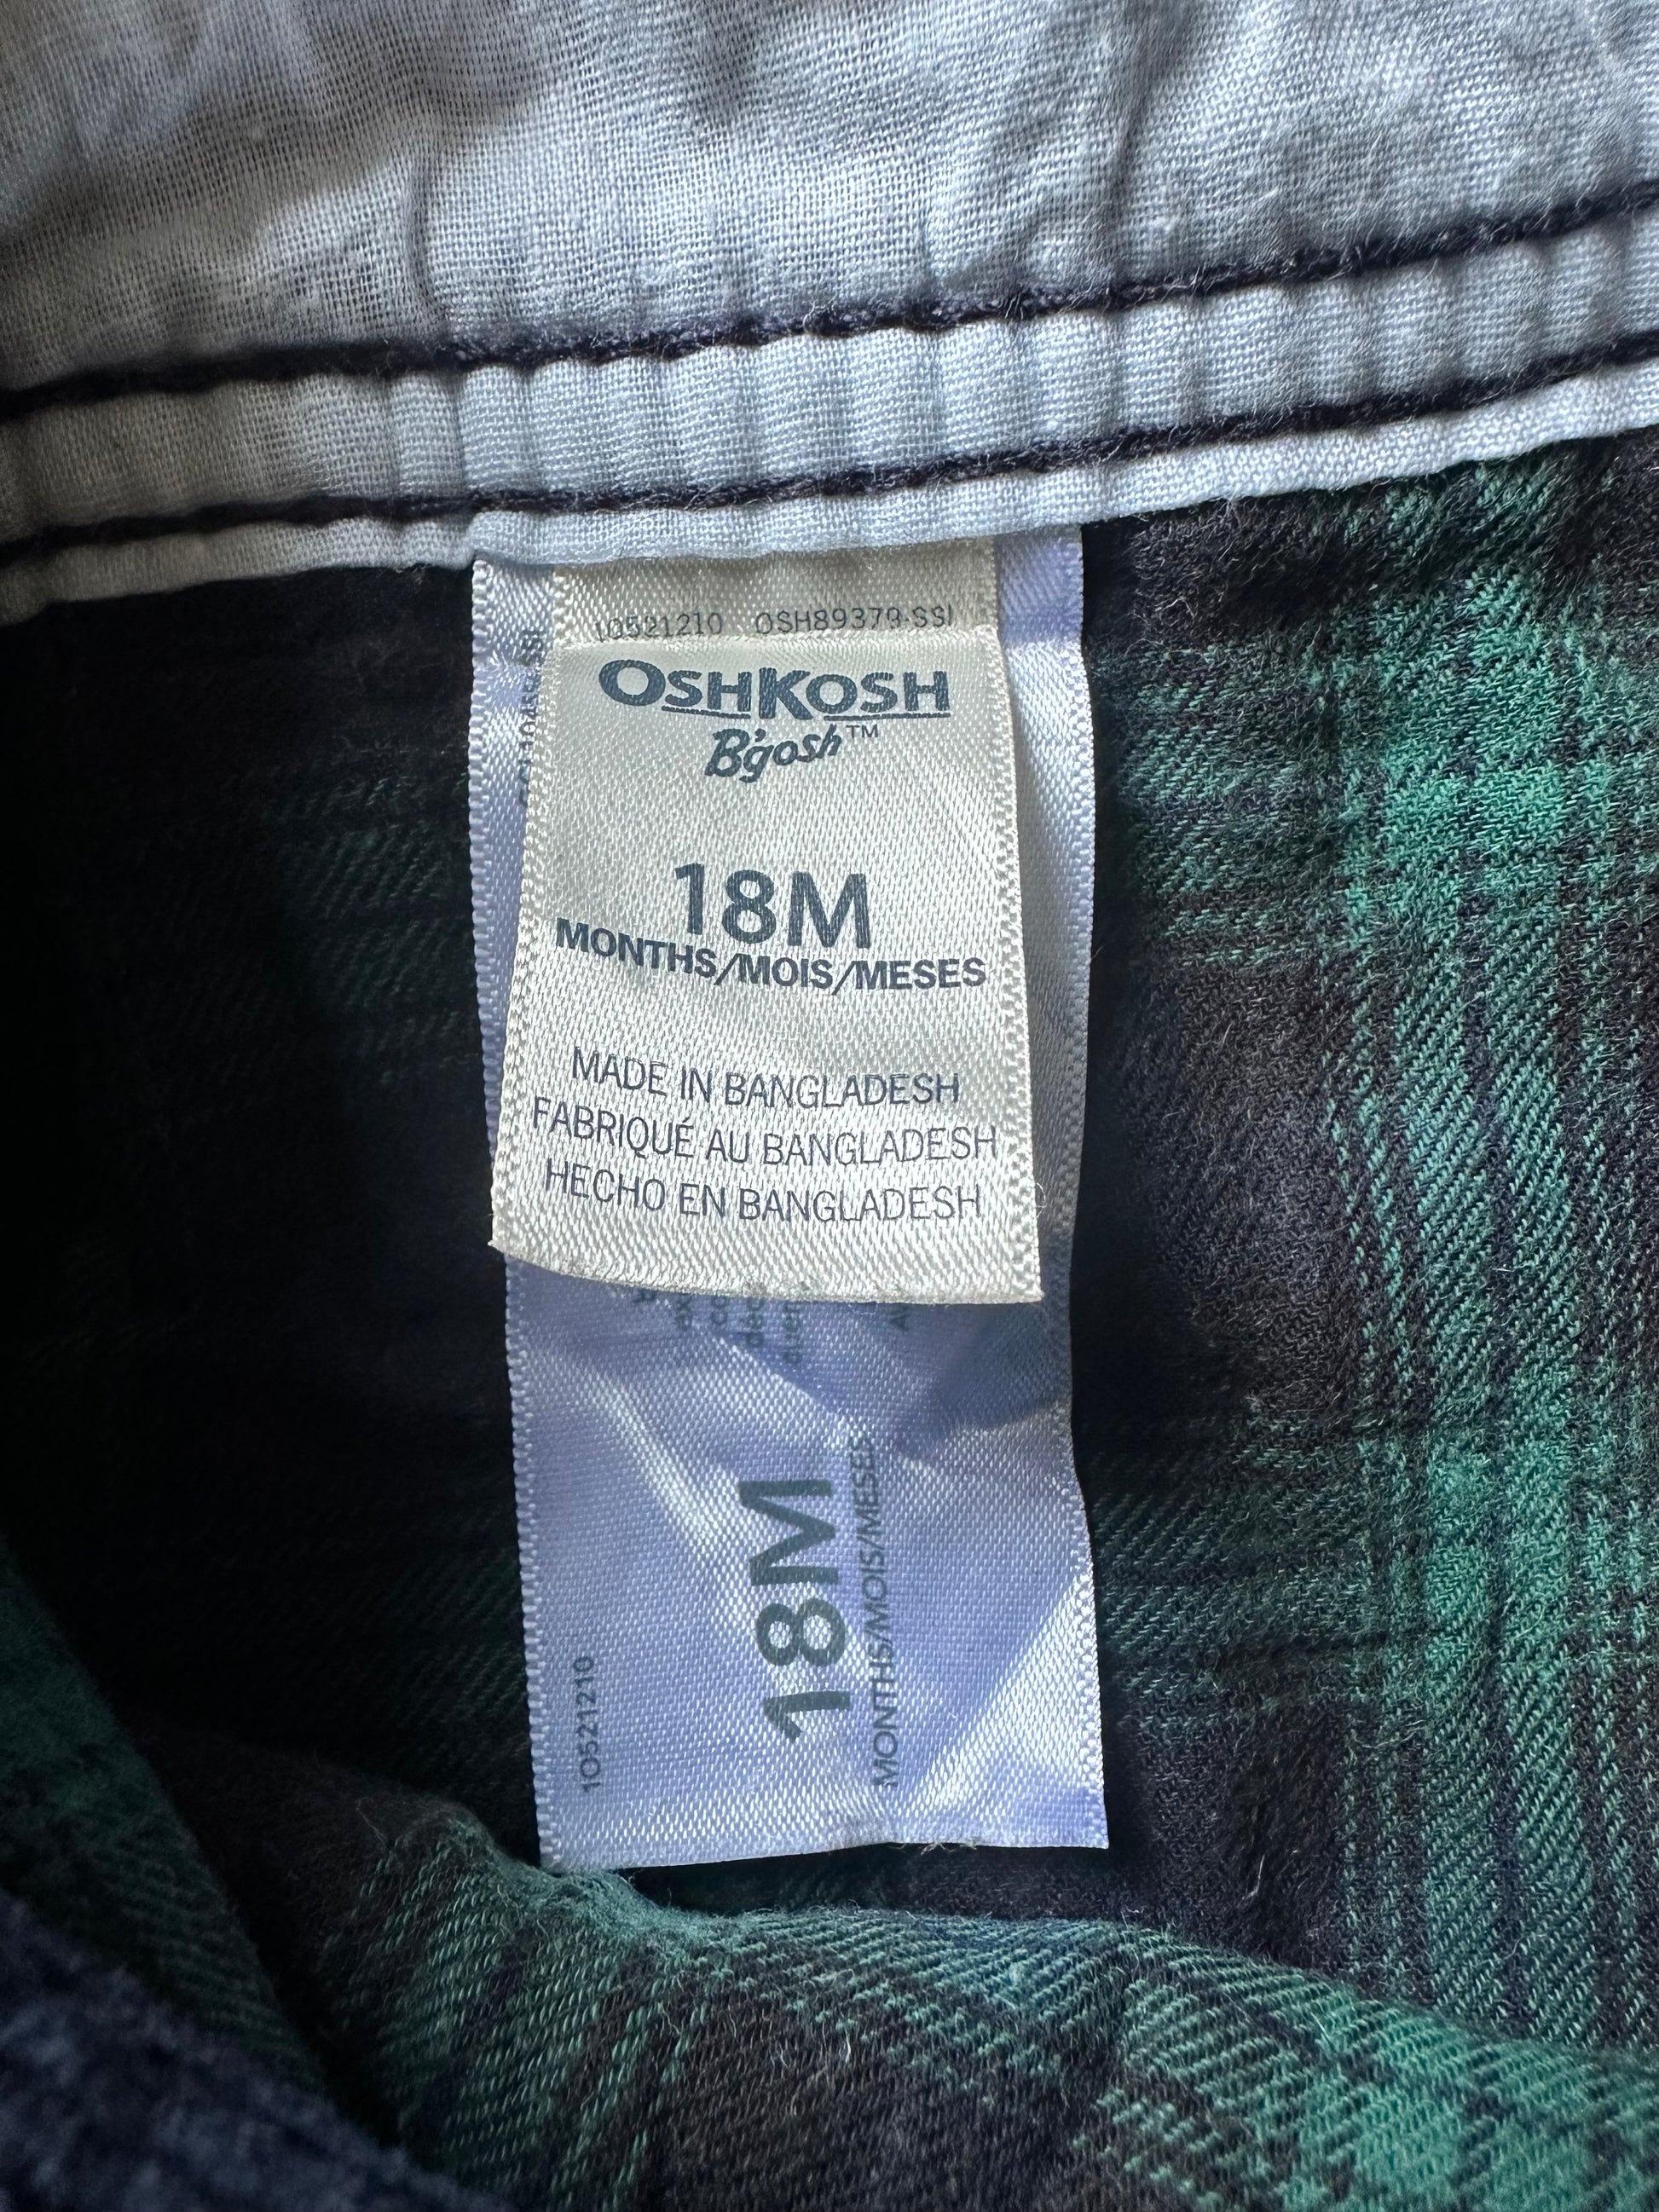 10521210 OSH89379-SSI
OSHKOSH
B'gosh™
18M
MONTHS/MOIS/MESES
MADE IN BANGLADESH
FABRIQUÉ AU BANGLADESH
HECHO EN BANGLADESH
18M
MONTHS/MOIS/MESES
10521210